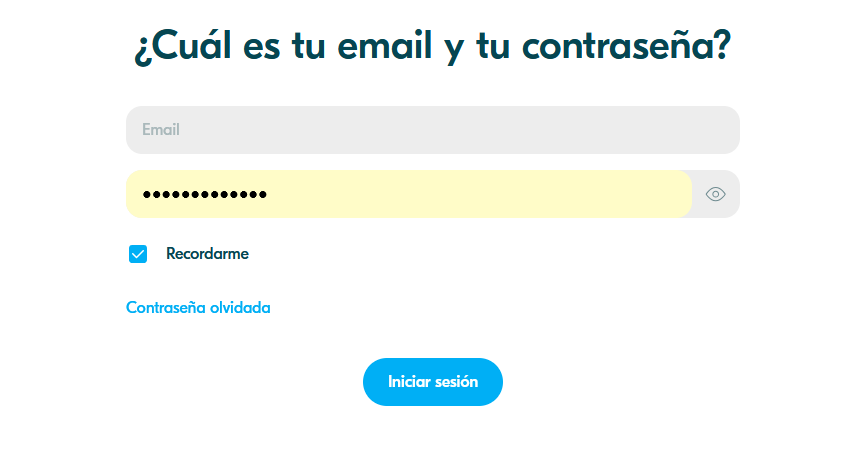 ¿Cuál es tu email y tu contraseña?
Email
•••••••••••••
Recordarme
Contraseña olvidada
Iniciar sesión